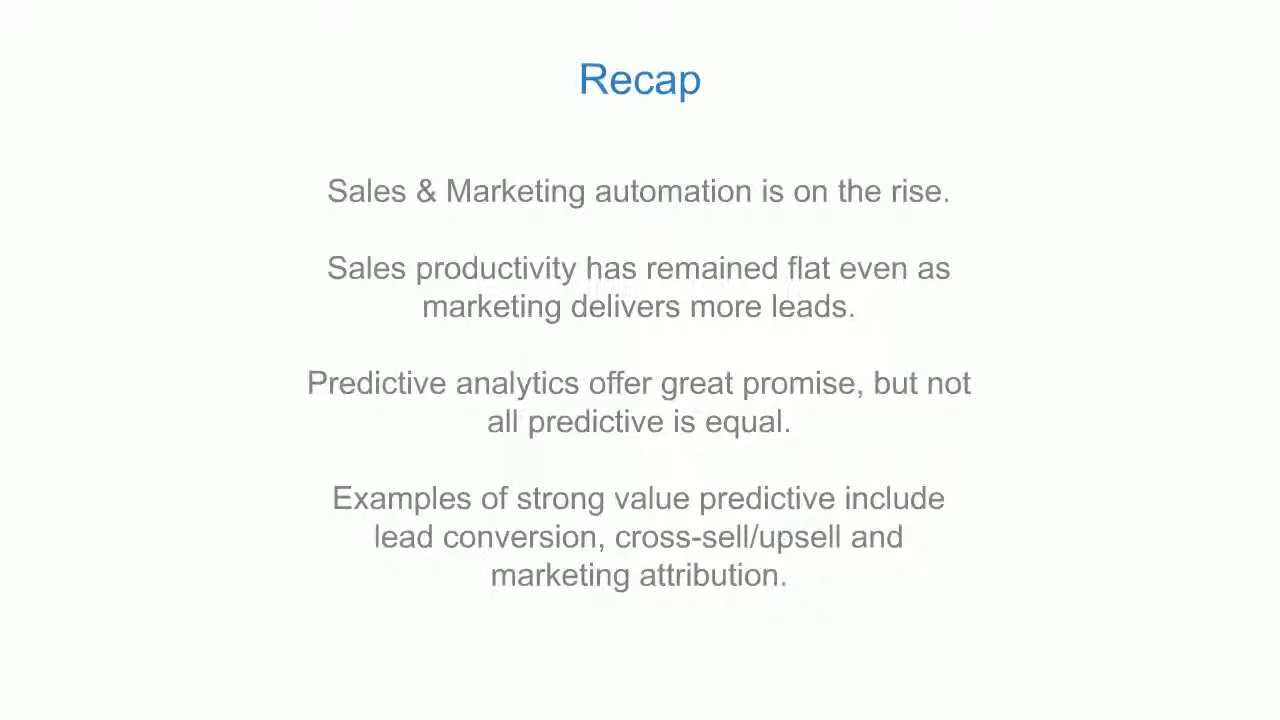 Recap
Sales & Marketing automation is on the rise.
Sales productivity has remained flat even as
marketing delivers more leads.
Predictive analytics offer great promise, but not
all predictive is equal.
Examples of strong value predictive include
lead conversion, cross-sell/upsell and
marketing attribution.